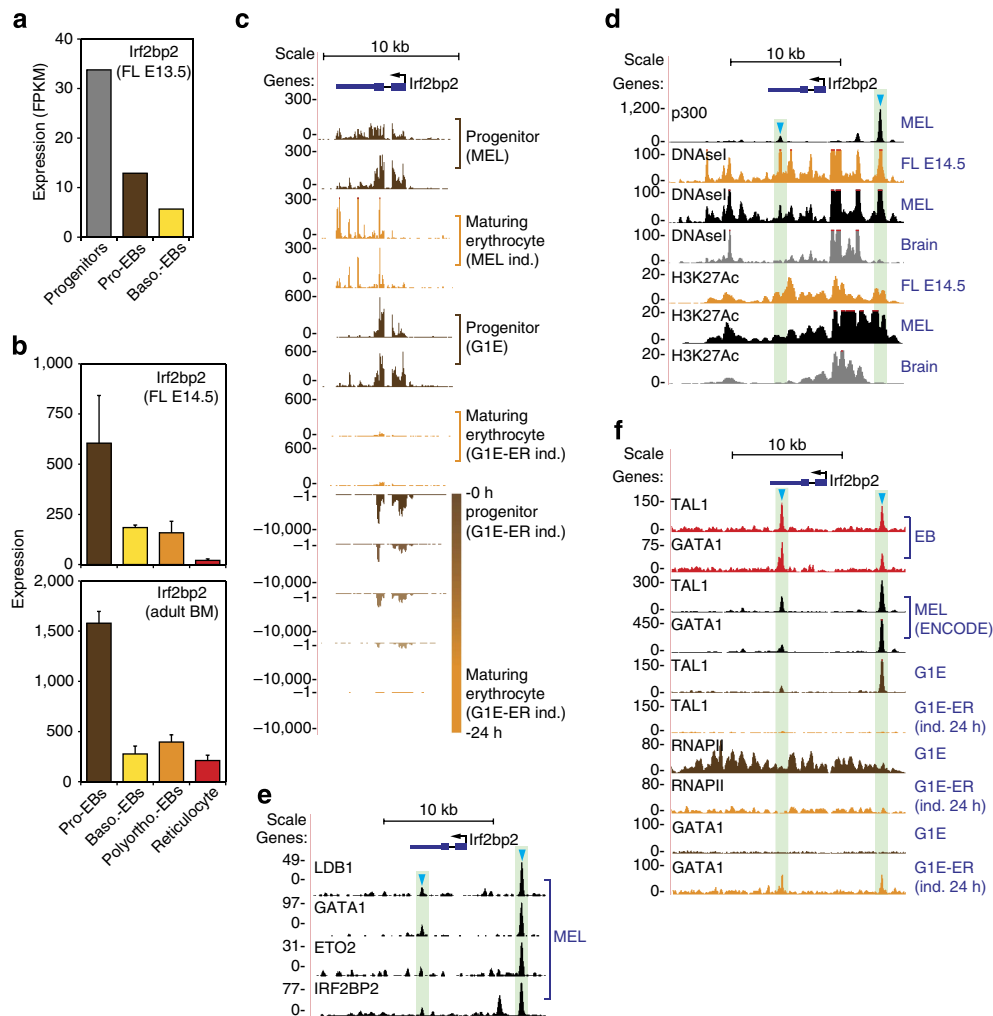 a
40
30
20
10
0
Expression (FPKM)
Irf2bp2
(FL E13.5)
Progenitors
Pro-EBs
Baso.-EBs
b
1,000
750
500
250
0
Irf2bp2
(FL E14.5)
Expression
2,000
1,500
1,000
500
0
Irf2bp2
(adult BM)
Pro-EBs
Baso.-EBs
Polyortho.-EBs
Reticulocyte
c
Scale
10 kb
Genes:
Irf2bp2
300-
0-
300-
0-
Progenitor
(MEL)
300-
0-
300-
0-
Maturing
erythrocyte
(MEL ind.)
600-
0-
600-
0-
Progenitor
(G1E)
600-
0-
600-
0-
Maturing
erythrocyte
(G1E-ER ind.)
−1-
−10,000-
−1-
−10,000-
−1-
−10,000-
−1-
−10,000-
−1-
−10,000-
-0 h
progenitor
(G1E-ER ind.)
Maturing
erythrocyte
(G1E-ER ind.)
-24 h
d
Scale
10 kb
Genes:
Irf2bp2
1,200-
0-
p300
MEL
100-
0-
DNAseI
FL E14.5
100-
0-
DNAseI
MEL
100-
0-
DNAseI
Brain
20-
0-
H3K27Ac
FL E14.5
20-
0-
H3K27Ac
MEL
20-
0-
H3K27Ac
Brain
e
Scale
10 kb
Genes:
Irf2bp2
49-
0-
LDB1
97-
0-
GATA1
31-
0-
ETO2
77-
0-
IRF2BP2
MEL
f
Scale
10 kb
Genes:
Irf2bp2
150-
0-
TAL1
75-
0-
GATA1
EB
300-
0-
TAL1
450-
0-
GATA1
MEL
(ENCODE)
150-
0-
TAL1
G1E
150-
0-
TAL1
G1E-ER
(ind. 24 h)
80-
0-
RNAPII
G1E
80-
0-
RNAPII
G1E-ER
(ind. 24 h)
100-
0-
GATA1
G1E
100-
0-
GATA1
G1E-ER
(ind. 24 h)